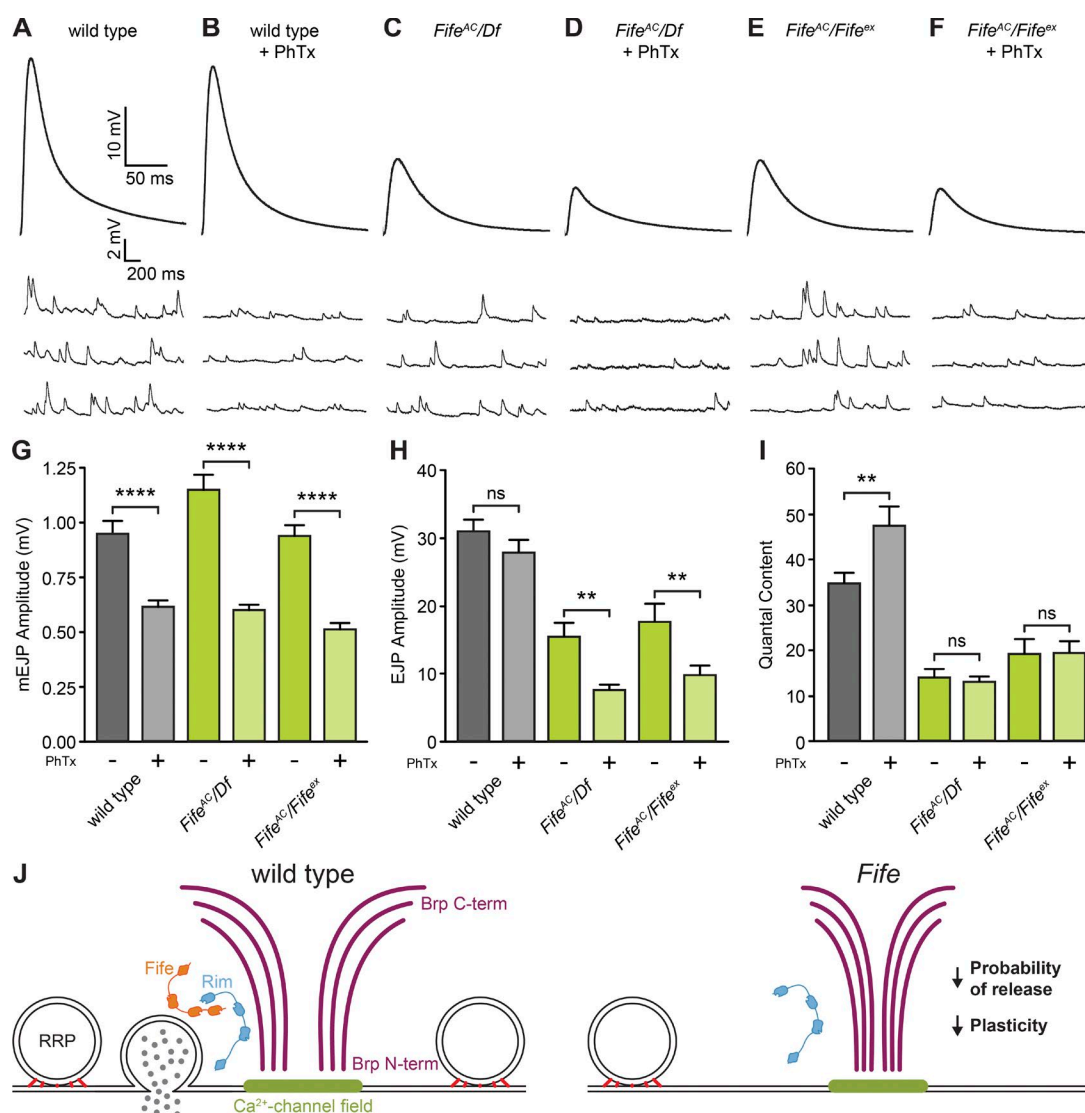 A wild type
B wild type
+ PhTx
C Fife^AC/Df
D Fife^AC/Df
+ PhTx
E Fife^AC/Fife^ex
F Fife^AC/Fife^ex
+ PhTx
10 mV
50 ms
2 mV
200 ms
G
mEJP Amplitude (mV)
1.25
1.00
0.75
0.50
0.25
0.00
****
****
****
PhTx - + - + - +
wild type
Fife^AC/Df
Fife^AC/Fife^ex
H
EJP Amplitude (mV)
40
30
20
10
0
ns
**
**
PhTx - + - + - +
wild type
Fife^AC/Df
Fife^AC/Fife^ex
I
Quantal Content
60
50
40
30
20
10
0
**
ns
ns
PhTx - + - + - +
wild type
Fife^AC/Df
Fife^AC/Fife^ex
J
wild type
Brp C-term
Fife
Rim
RRP
Brp N-term
Ca²⁺-channel field
Fife
↓ Probability
of release
↓ Plasticity